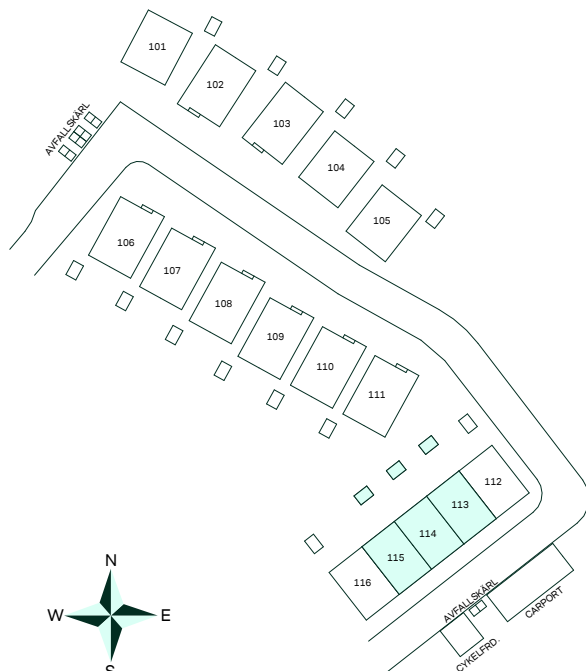 101
102
103
104
105
AVFALLSKÄRL
106
107
108
109
110
111
112
113
114
115
116
N
W
E
S
AVFALLSKÄRL
CARPORT
CYKELFRD.